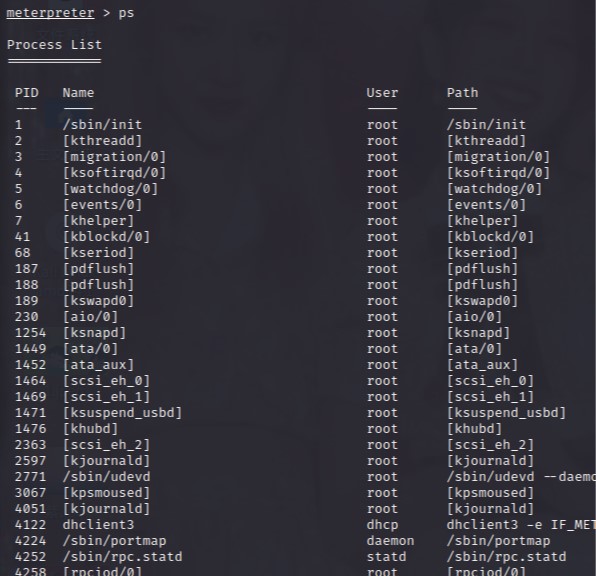 meterpreter > ps
Process List
============
PID Name User Path
--- ---- ---- ----
1 /sbin/init root /sbin/init
2 [kthreadd] root [kthreadd]
3 [migration/0] root [migration/0]
4 [ksoftirqd/0] root [ksoftirqd/0]
5 [watchdog/0] root [watchdog/0]
6 [events/0] root [events/0]
7 [khelper] root [khelper]
41 [kblockd/0] root [kblockd/0]
68 [kseriod] root [kseriod]
187 [pdflush] root [pdflush]
188 [pdflush] root [pdflush]
189 [kswapd0] root [kswapd0]
230 [aio/0] root [aio/0]
1254 [ksnapd] root [ksnapd]
1449 [ata/0] root [ata/0]
1452 [ata_aux] root [ata_aux]
1464 [scsi_eh_0] root [scsi_eh_0]
1469 [scsi_eh_1] root [scsi_eh_1]
1471 [ksuspend_usbd] root [ksuspend_usbd]
1476 [khubd] root [khubd]
2363 [scsi_eh_2] root [scsi_eh_2]
2597 [kjournald] root [kjournald]
2771 /sbin/udevd root /sbin/udevd --daemo
3067 [kpsmoused] root [kpsmoused]
4051 [kjournald] root [kjournald]
4122 dhclient3 dhcp dhclient3 -e IF_MET
4224 /sbin/portmap daemon /sbin/portmap
4252 /sbin/rpc.statd statd /sbin/rpc.statd
4258 [rpciod/0] root [rpciod/0]